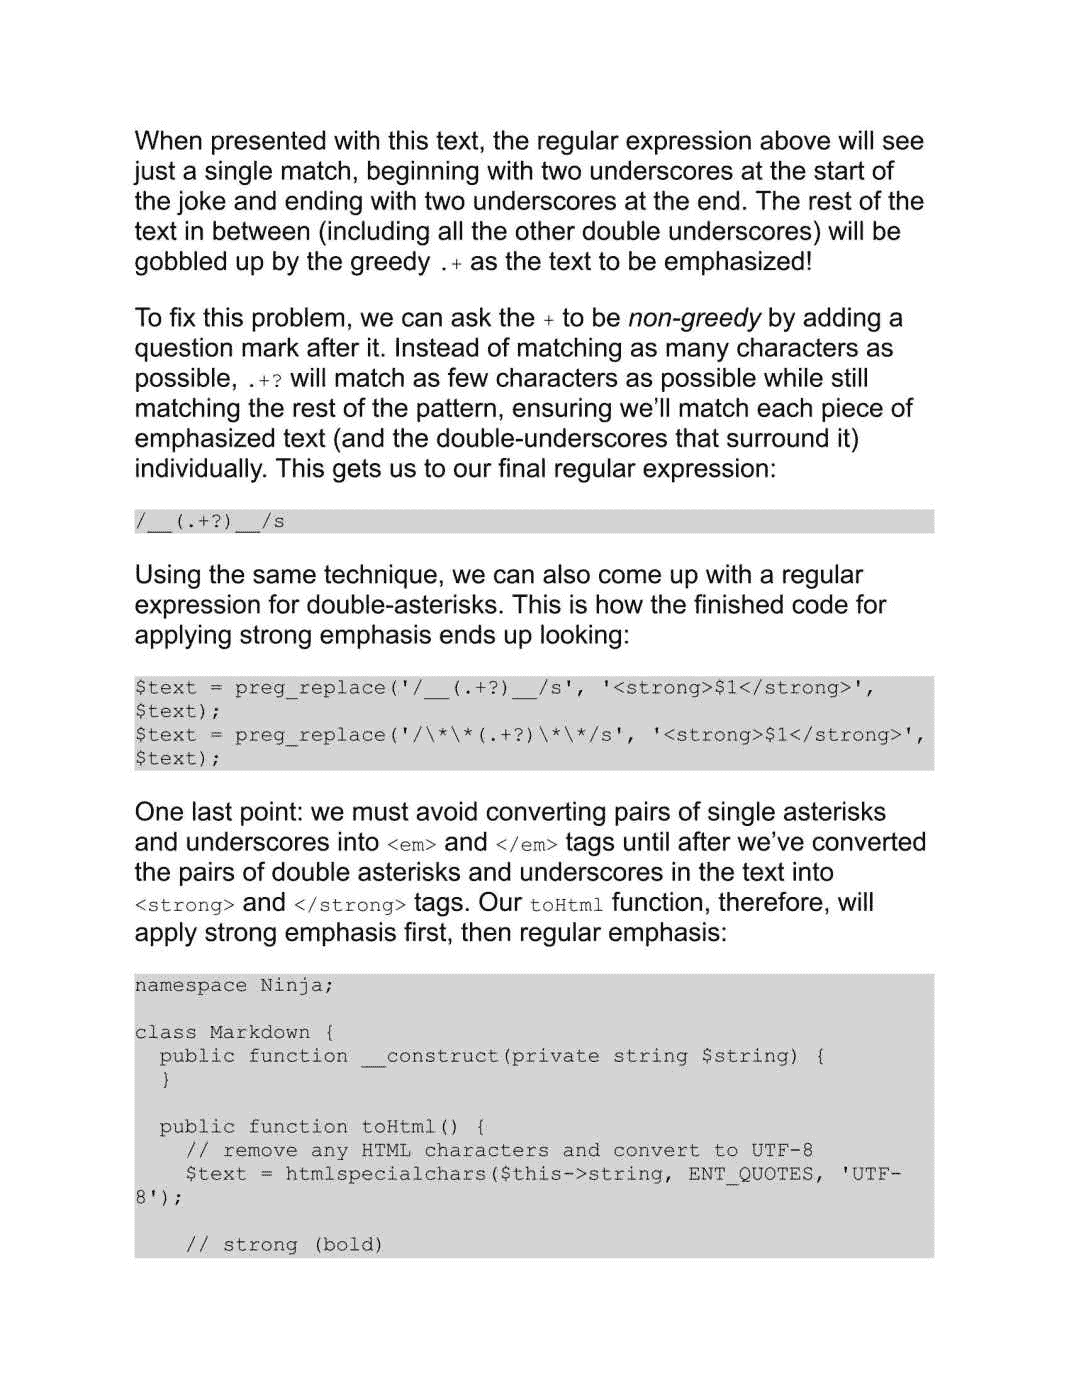 When presented with this text, the regular expression above will see
just a single match, beginning with two underscores at the start of
the joke and ending with two underscores at the end. The rest of the
text in between (including all the other double underscores) will be
gobbled up by the greedy .+ as the text to be emphasized!
To fix this problem, we can ask the + to be non-greedy by adding a
question mark after it. Instead of matching as many characters as
possible, .+? will match as few characters as possible while still
matching the rest of the pattern, ensuring we’ll match each piece of
emphasized text (and the double-underscores that surround it)
individually. This gets us to our final regular expression:
/__(.+?)__/s
Using the same technique, we can also come up with a regular
expression for double-asterisks. This is how the finished code for
applying strong emphasis ends up looking:
$text = preg_replace('/__(.+?)__/s', '<strong>$1</strong>',
$text);
$text = preg_replace('/\*\*(.+?)\*\*/s', '<strong>$1</strong>',
$text);
One last point: we must avoid converting pairs of single asterisks
and underscores into <em> and </em> tags until after we’ve converted
the pairs of double asterisks and underscores in the text into
<strong> and </strong> tags. Our toHtml function, therefore, will
apply strong emphasis first, then regular emphasis:
namespace Ninja;
class Markdown {
  public function __construct(private string $string) {
  }
  public function toHtml() {
    // remove any HTML characters and convert to UTF-8
    $text = htmlspecialchars($this->string, ENT_QUOTES, 'UTF-
8');
    // strong (bold)